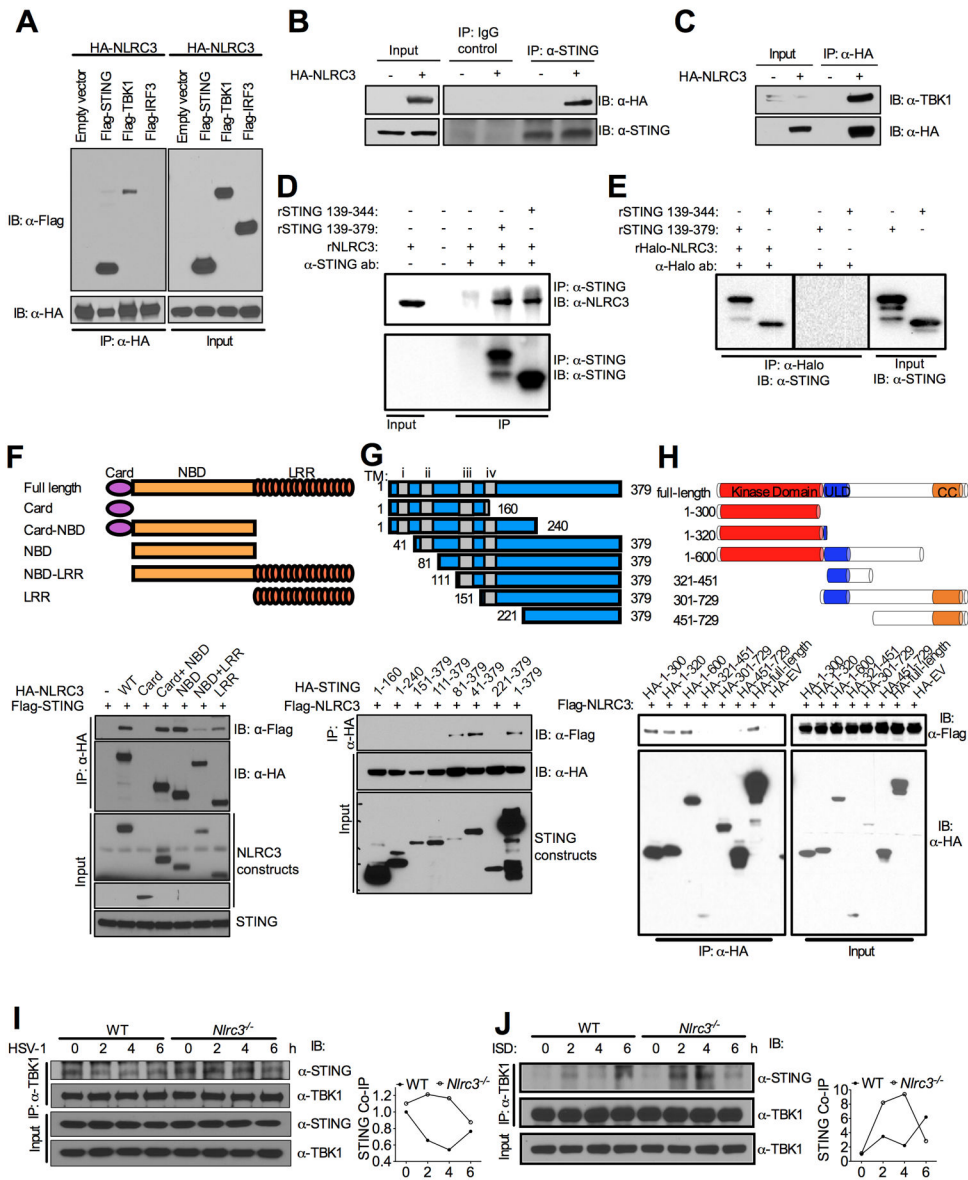 A
HA-NLRC3 HA-NLRC3
Empty vector
Flag-STING
Flag-TBK1
Flag-IRF3
Empty vector
Flag-STING
Flag-TBK1
Flag-IRF3
IB: α-Flag
IB: α-HA
IP: α-HA Input
B
Input
IP: IgG
control
IP: α-STING
HA-NLRC3 - + - + - +
IB: α-HA
IB: α-STING
C
Input IP: α-HA
HA-NLRC3 - + - +
IB: α-TBK1
IB: α-HA
D
rSTING 139-344: - - - - +
rSTING 139-379: - - - + -
rNLRC3: + - + + +
α-STING ab: - - + + +
IP: α-STING
IB: α-NLRC3
IP: α-STING
IB: α-STING
Input IP
E
rSTING 139-344: - + - + - +
rSTING 139-379: + - + - + -
rHalo-NLRC3: + + - -
α-Halo ab: + + + +
IP: α-Halo
IB: α-STING
Input
IB: α-STING
F
Card NBD LRR
Full length
Card
Card-NBD
NBD
NBD-LRR
LRR
HA-NLRC3 - WT Card Card+ NBD NBD NBD+LRR LRR
Flag-STING + + + + + + +
IP: α-HA
IB: α-Flag
IB: α-HA
Input
NLRC3
constructs
STING
G
TM: i ii iii iv
1 379
1 160
1 240
41 379
81 379
111 379
151 379
221 379
HA-STING 1-160 1-240 151-379 111-379 81-379 41-379 221-379 1-379
Flag-NLRC3 + + + + + + + +
IP:
α-HA
IB: α-Flag
IB: α-HA
Input
STING
constructs
H
full-length Kinase Domain ULD CC
1-300
1-320
1-600
321-451
301-729
451-729
HA-1-300
HA-1-320
HA-1-600
HA-321-451
HA-301-729
HA-451-729
HA-full-length
HA-EV
HA-1-300
HA-1-320
HA-1-600
HA-321-451
HA-301-729
HA-451-729
HA-full-length
HA-EV
Flag-NLRC3: + + + + + + + + + + + + + + + +
IB:
α-Flag
IB:
α-HA
IP: α-HA Input
I
WT Nlrc3-/-
HSV-1 0 2 4 6 0 2 4 6 h IB:
IP: α-TBK1
α-STING
α-TBK1
Input
α-STING
α-TBK1
WT Nlrc3-/-
STING Co-IP
1.2
1.0
0.8
0.6
0.4
0 2 4 6
J
WT Nlrc3-/-
ISD: 0 2 4 6 0 2 4 6 h IB:
IP: α-TBK1
α-STING
α-TBK1
Input
α-TBK1
WT Nlrc3-/-
STING Co-IP
10
8
6
4
2
0
0 2 4 6